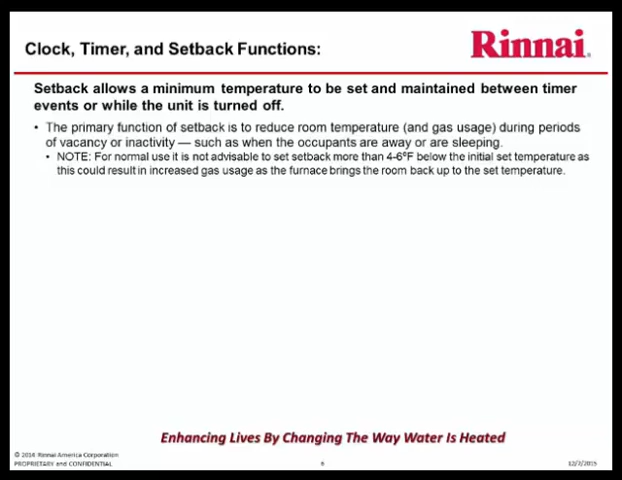 Clock, Timer, and Setback Functions:
Rinnai
Setback allows a minimum temperature to be set and maintained between timer
events or while the unit is turned off.
• The primary function of setback is to reduce room temperature (and gas usage) during periods
of vacancy or inactivity — such as when the occupants are away or are sleeping.
• NOTE: For normal use it is not advisable to set setback more than 4-6°F below the initial set temperature as
this could result in increased gas usage as the furnace brings the room back up to the set temperature.
Enhancing Lives By Changing The Way Water Is Heated
Rinnai America Corporation
PROPRIETARY and CONFIDENTIAL
12/2/2015